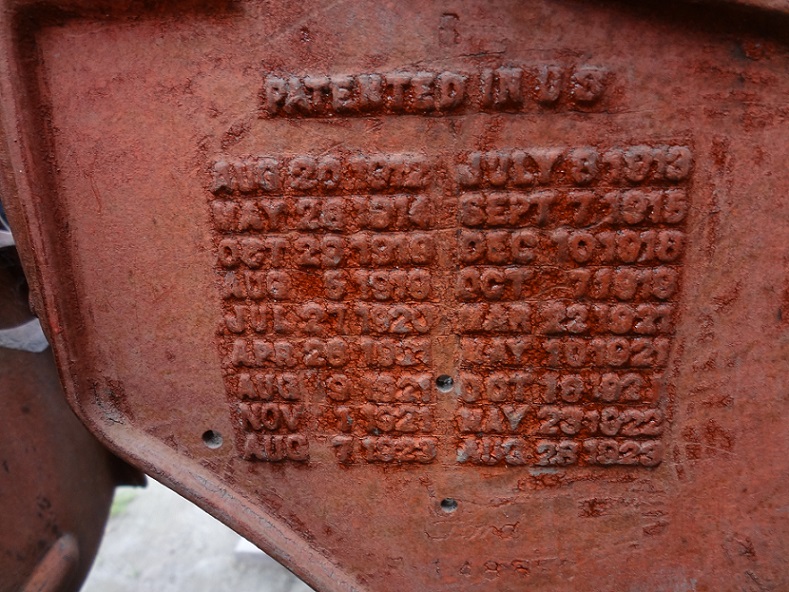 PATENTED IN US
AUG 20 1912 JULY 8 1913
MAY 26 1914 SEPT 7 1915
OCT 29 1918 DEC 10 1918
AUG 5 1919 OCT 7 1919
JUL 27 1920 MAR 22 1921
APR 26 1921 MAY 10 1921
AUG 9 1921 OCT 18 1921
NOV 1 1921 MAY 23 1922
AUG 7 1923 AUG 28 1923